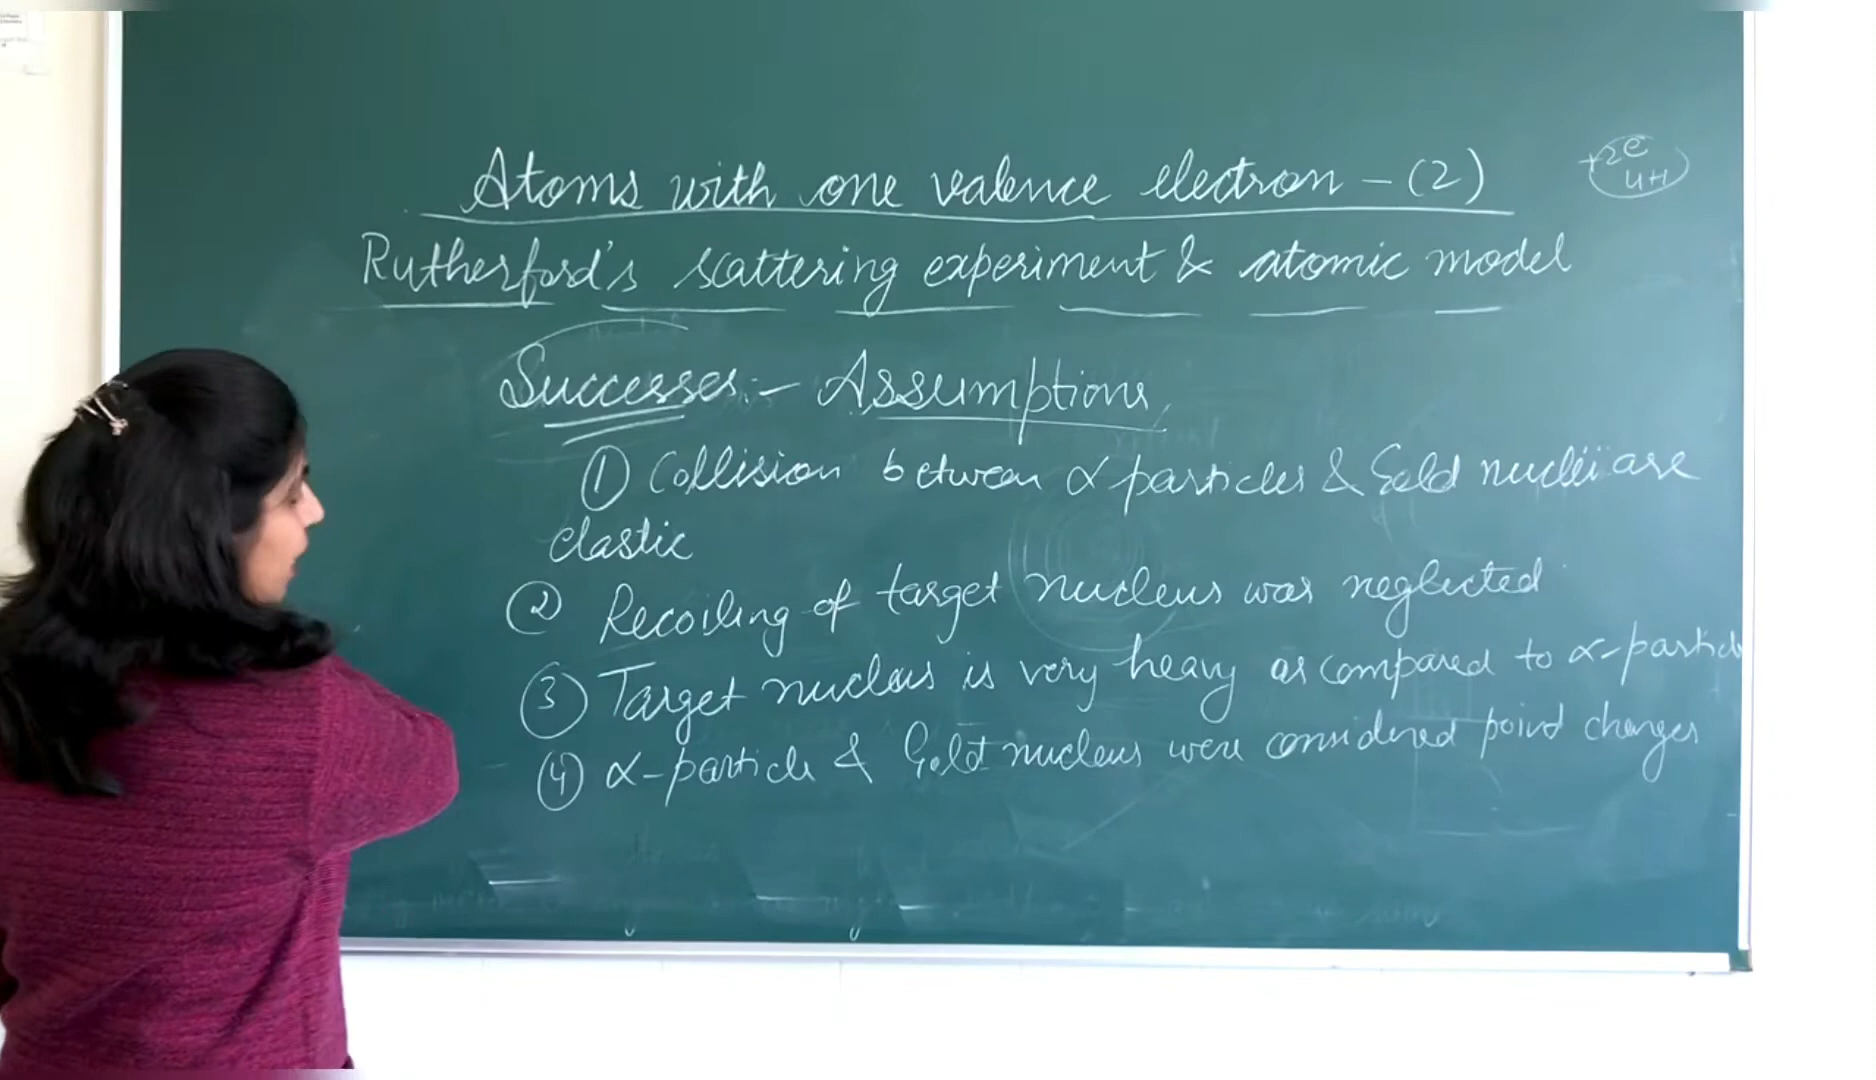 Atoms with one valence electron - (2)
+2e
4H
Rutherford's scattering experiment & atomic model
Successes:- Assumptions
① Collision between α particles & Gold nuclei are
elastic
② Recoiling of target nucleus was neglected
③ Target nucleus is very heavy as compared to α-particle
④ α-particle & Gold nucleus were considered point charges